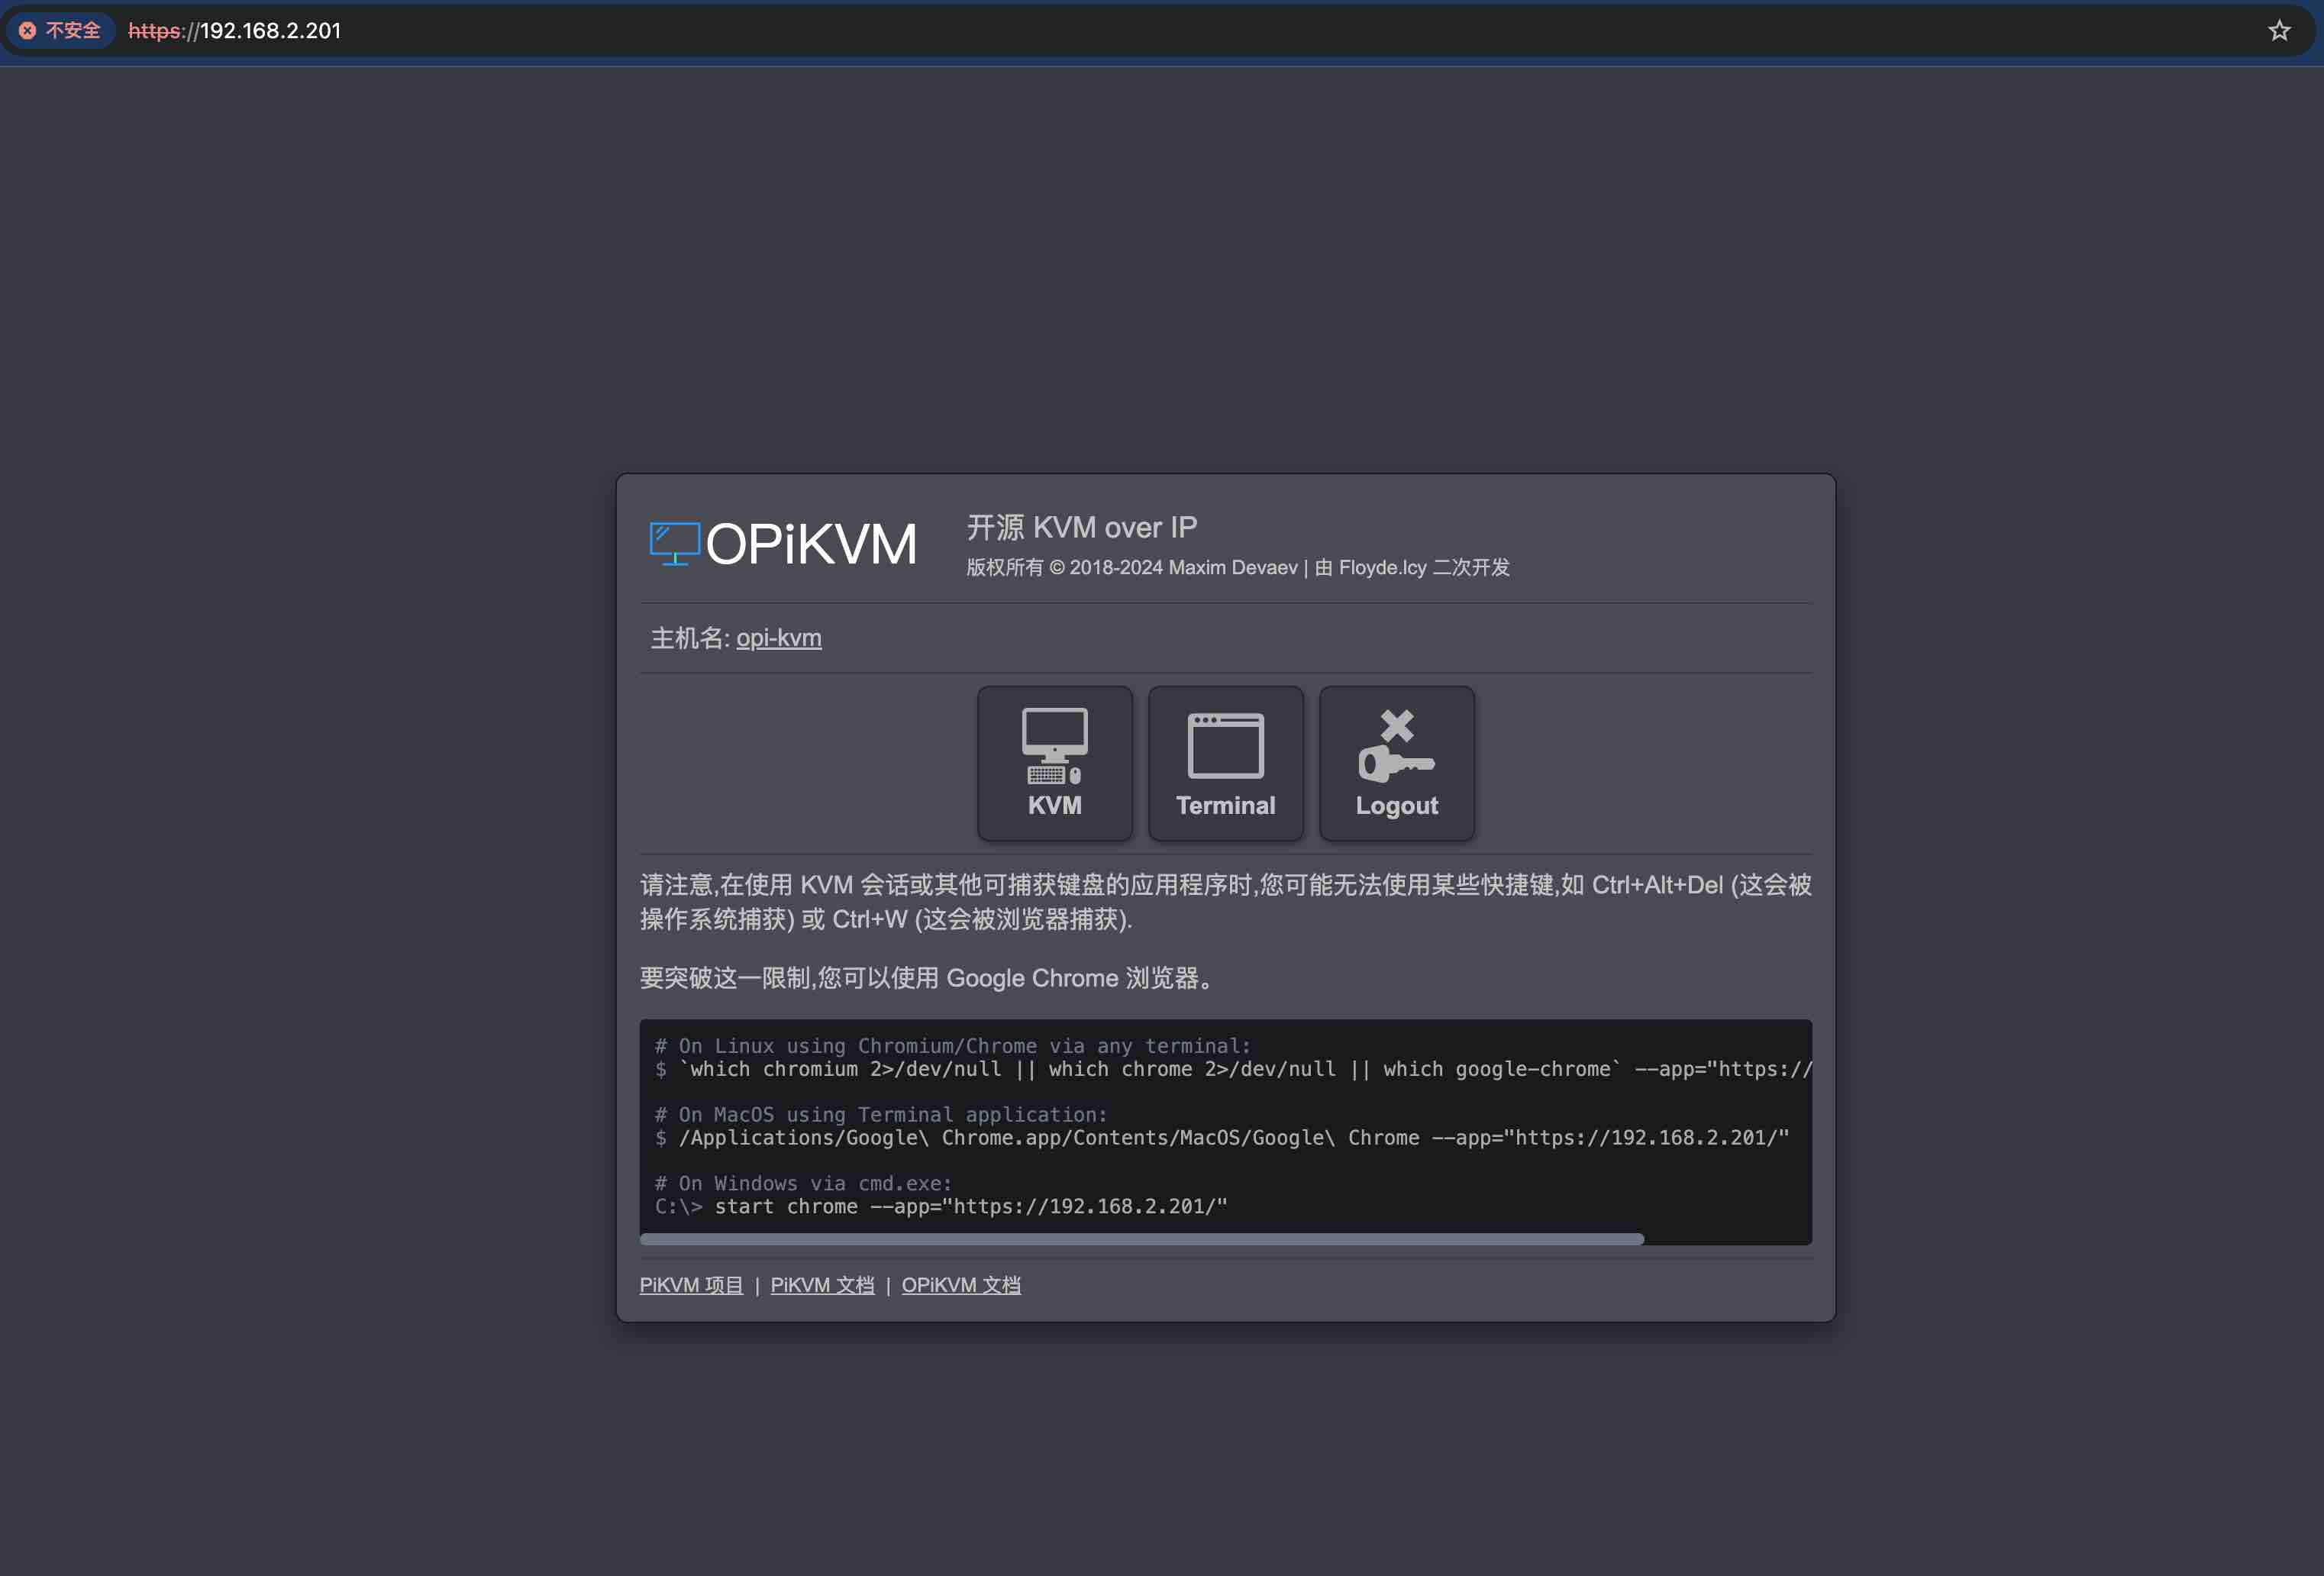 不安全 https://192.168.2.201
OPiKVM
开源 KVM over IP
版权所有 © 2018-2024 Maxim Devaev | 由 Floyde.lcy 二次开发
主机名: opi-kvm
KVM Terminal Logout
请注意,在使用 KVM 会话或其他可捕获键盘的应用程序时,您可能无法使用某些快捷键,如 Ctrl+Alt+Del (这会被
操作系统捕获) 或 Ctrl+W (这会被浏览器捕获).
要突破这一限制,您可以使用 Google Chrome 浏览器。
# On Linux using Chromium/Chrome via any terminal:
$ `which chromium 2>/dev/null || which chrome 2>/dev/null || which google-chrome` --app="https://
# On MacOS using Terminal application:
$ /Applications/Google\ Chrome.app/Contents/MacOS/Google\ Chrome --app="https://192.168.2.201/"
# On Windows via cmd.exe:
C:\> start chrome --app="https://192.168.2.201/"
PiKVM 项目 | PiKVM 文档 | OPiKVM 文档